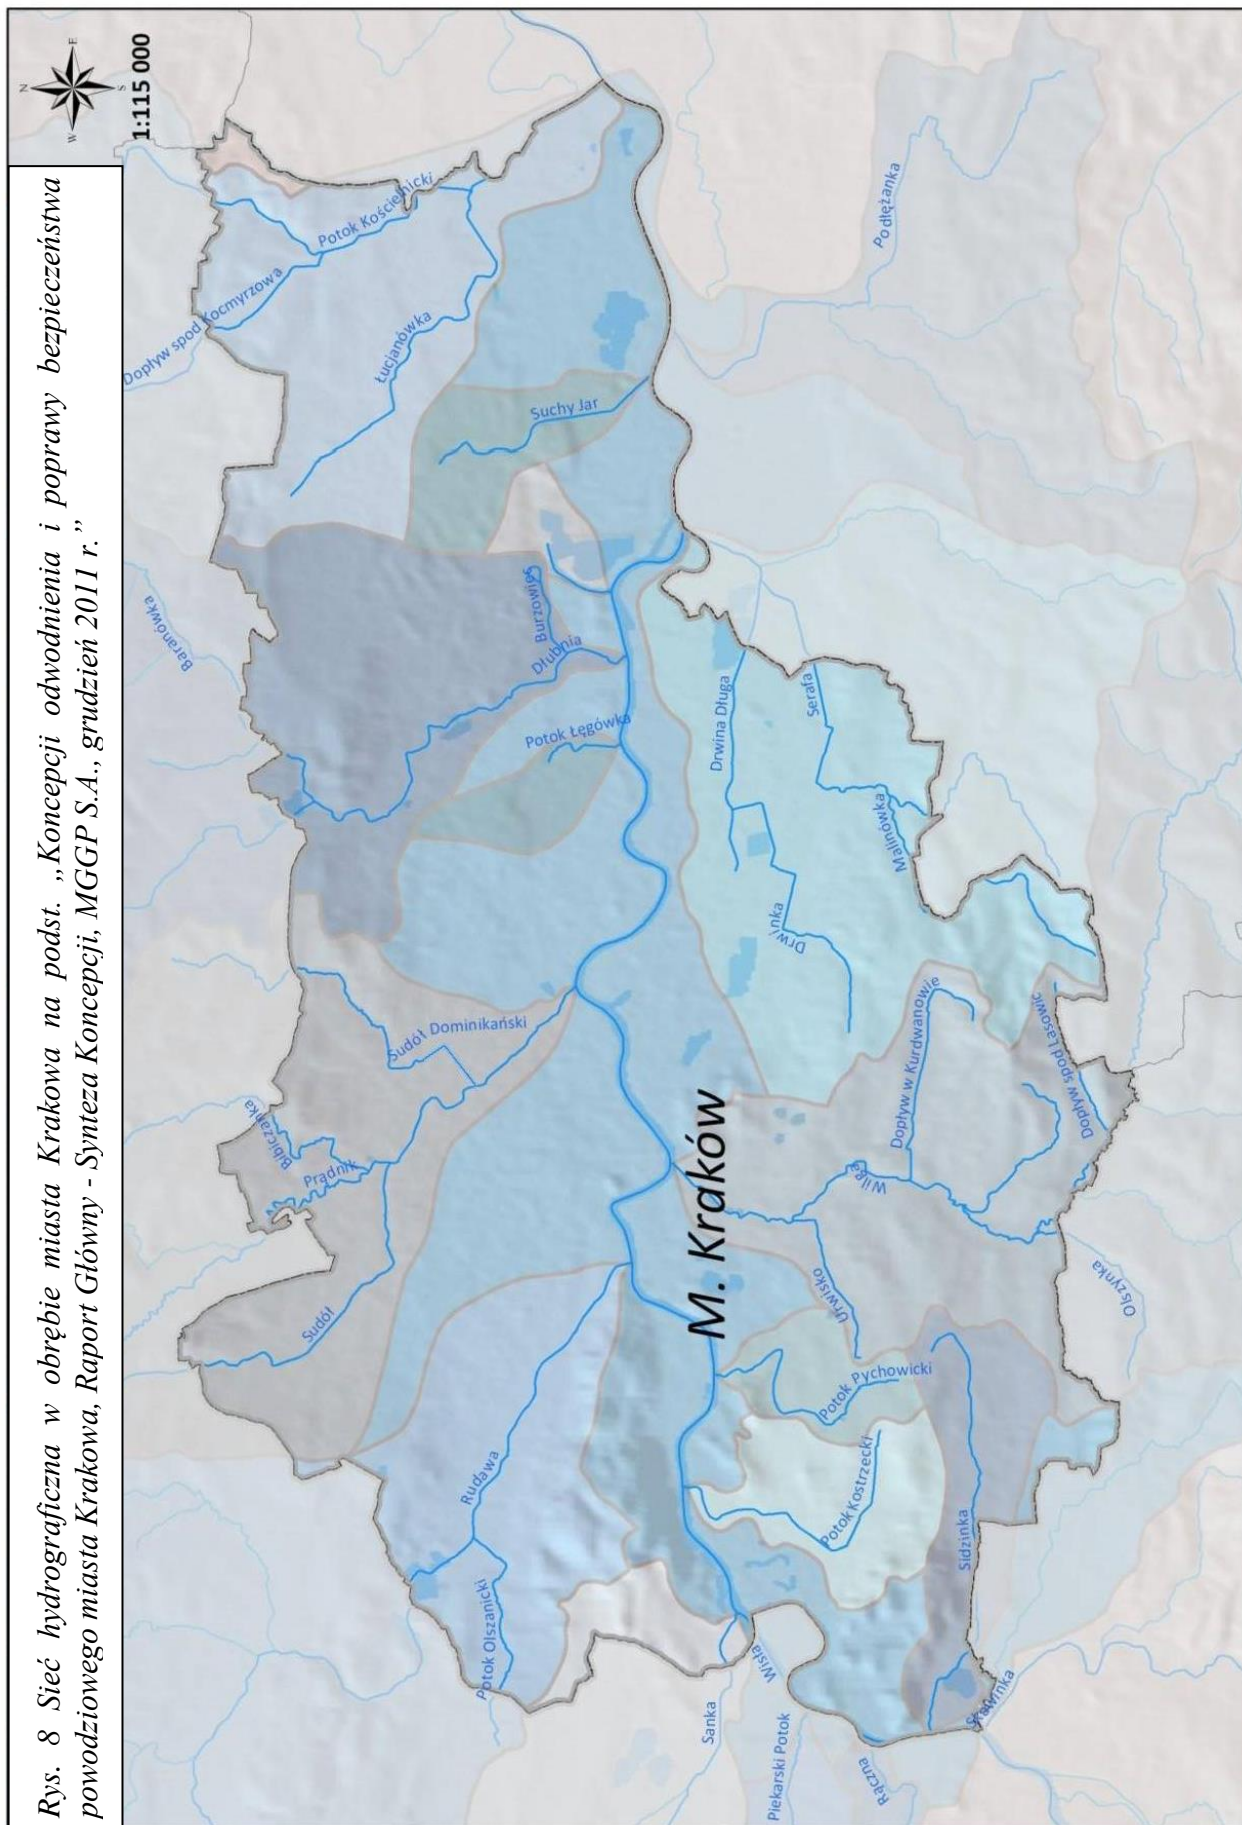 Rys. 8 Sieć hydrograficzna w obrębie miasta Krakowa na podst. „Koncepcji odwodnienia i poprawy bezpieczeństwa
powodziowego miasta Krakowa, Raport Główny - Synteza Koncepcji, MGGP S.A., grudzień 2011 r.”
N
W
E
S
1:115 000
Dopływ spod Kocmyrzowa
Potok Kościelnicki
Łucjanówka
Suchy Jar
Podłężanka
Baranówka
Burzowiec
Dłubnia
Potok Łęgówka
Drwina Długa
Serafa
Malinówka
Drwinka
Sudół Dominikański
Bibiczanka
Prądnik
Sudół
Dopływ w Kurdwanowie
Dopływ spod Lasowic
Wilga
M. Kraków
Urwisko
Olszynka
Potok Pychowicki
Rudawa
Potok Kostrzecki
Sidzinka
Potok Olszanicki
Wisła
Sanka
Skawinka
Piekarski Potok
Rączna